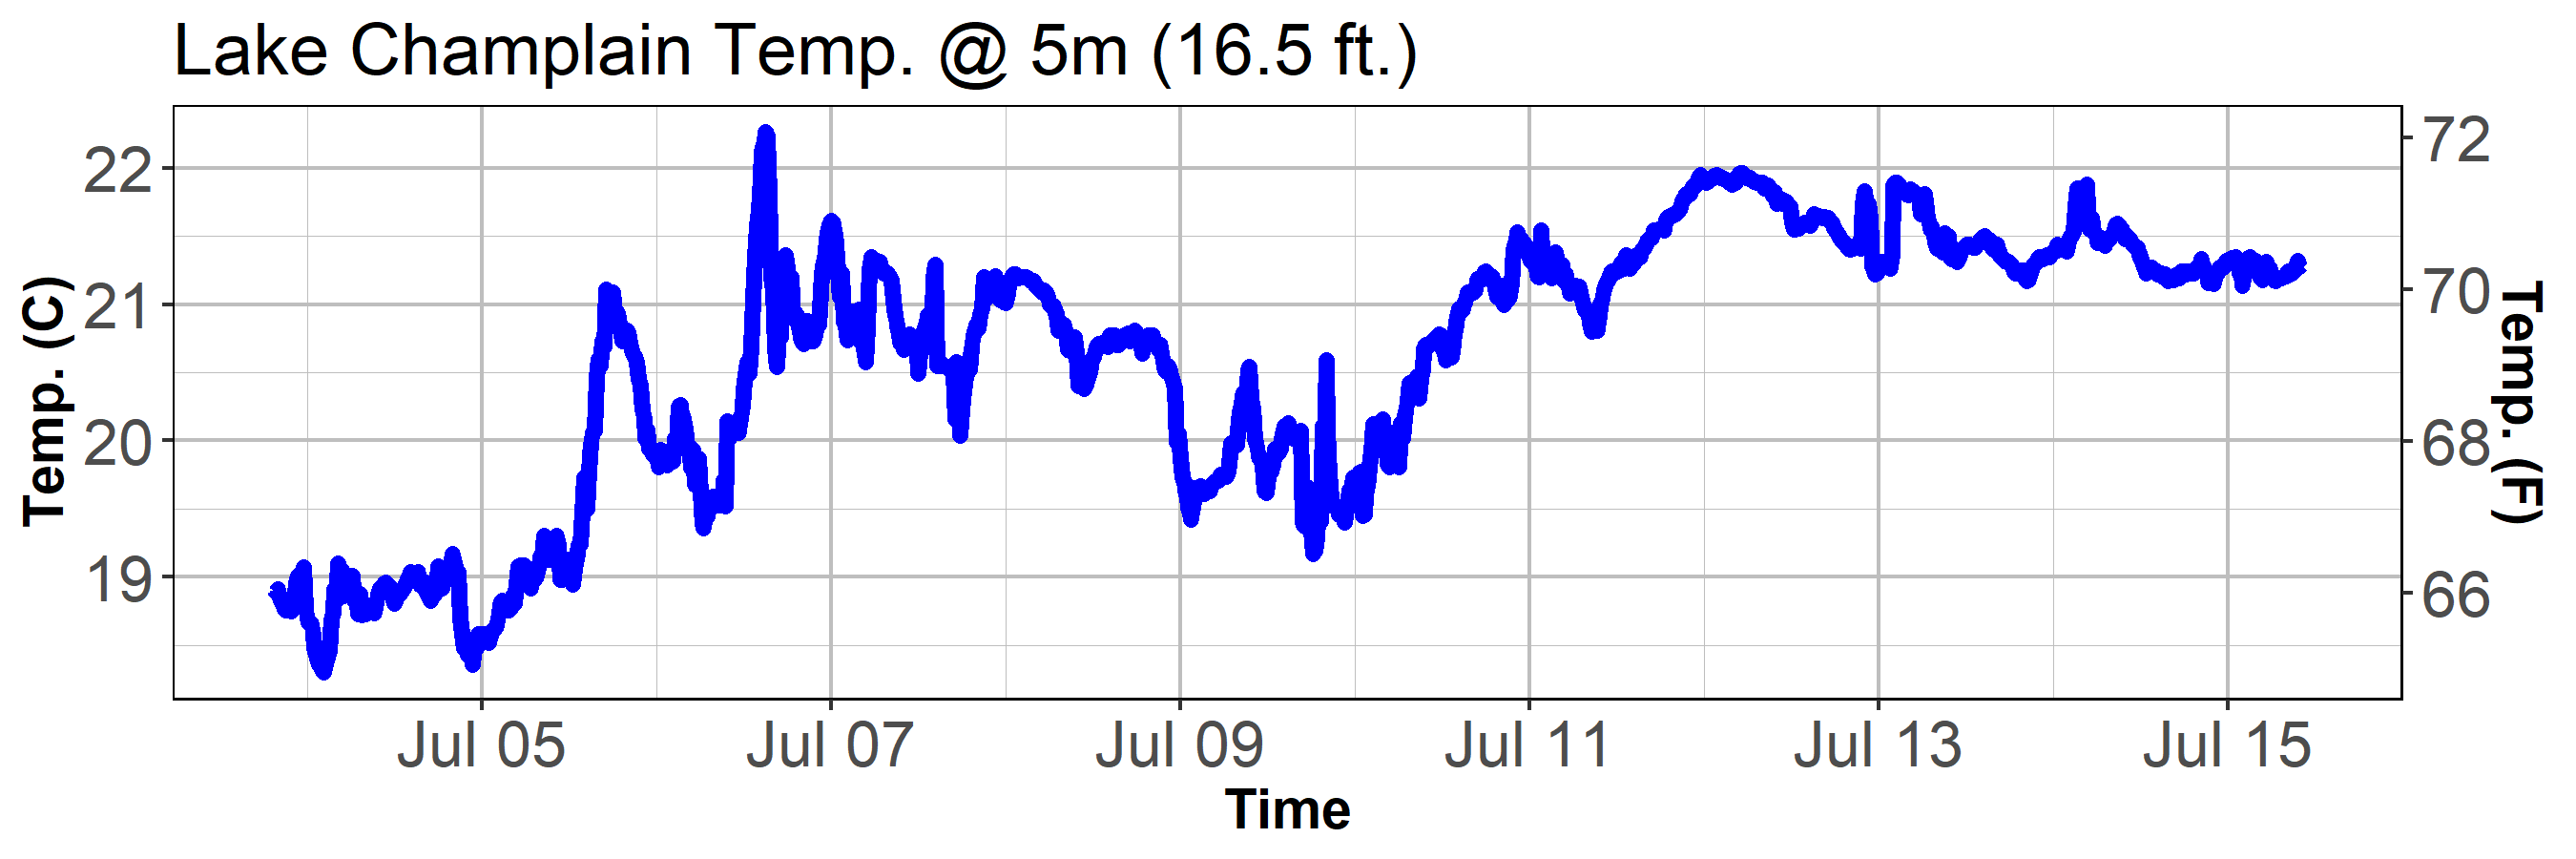 Lake Champlain Temp. @ 5m (16.5 ft.)
22
21
20
19
Temp. (C)
72
70
68
66
Temp. (F)
Jul 05 Jul 07 Jul 09 Jul 11 Jul 13 Jul 15
Time